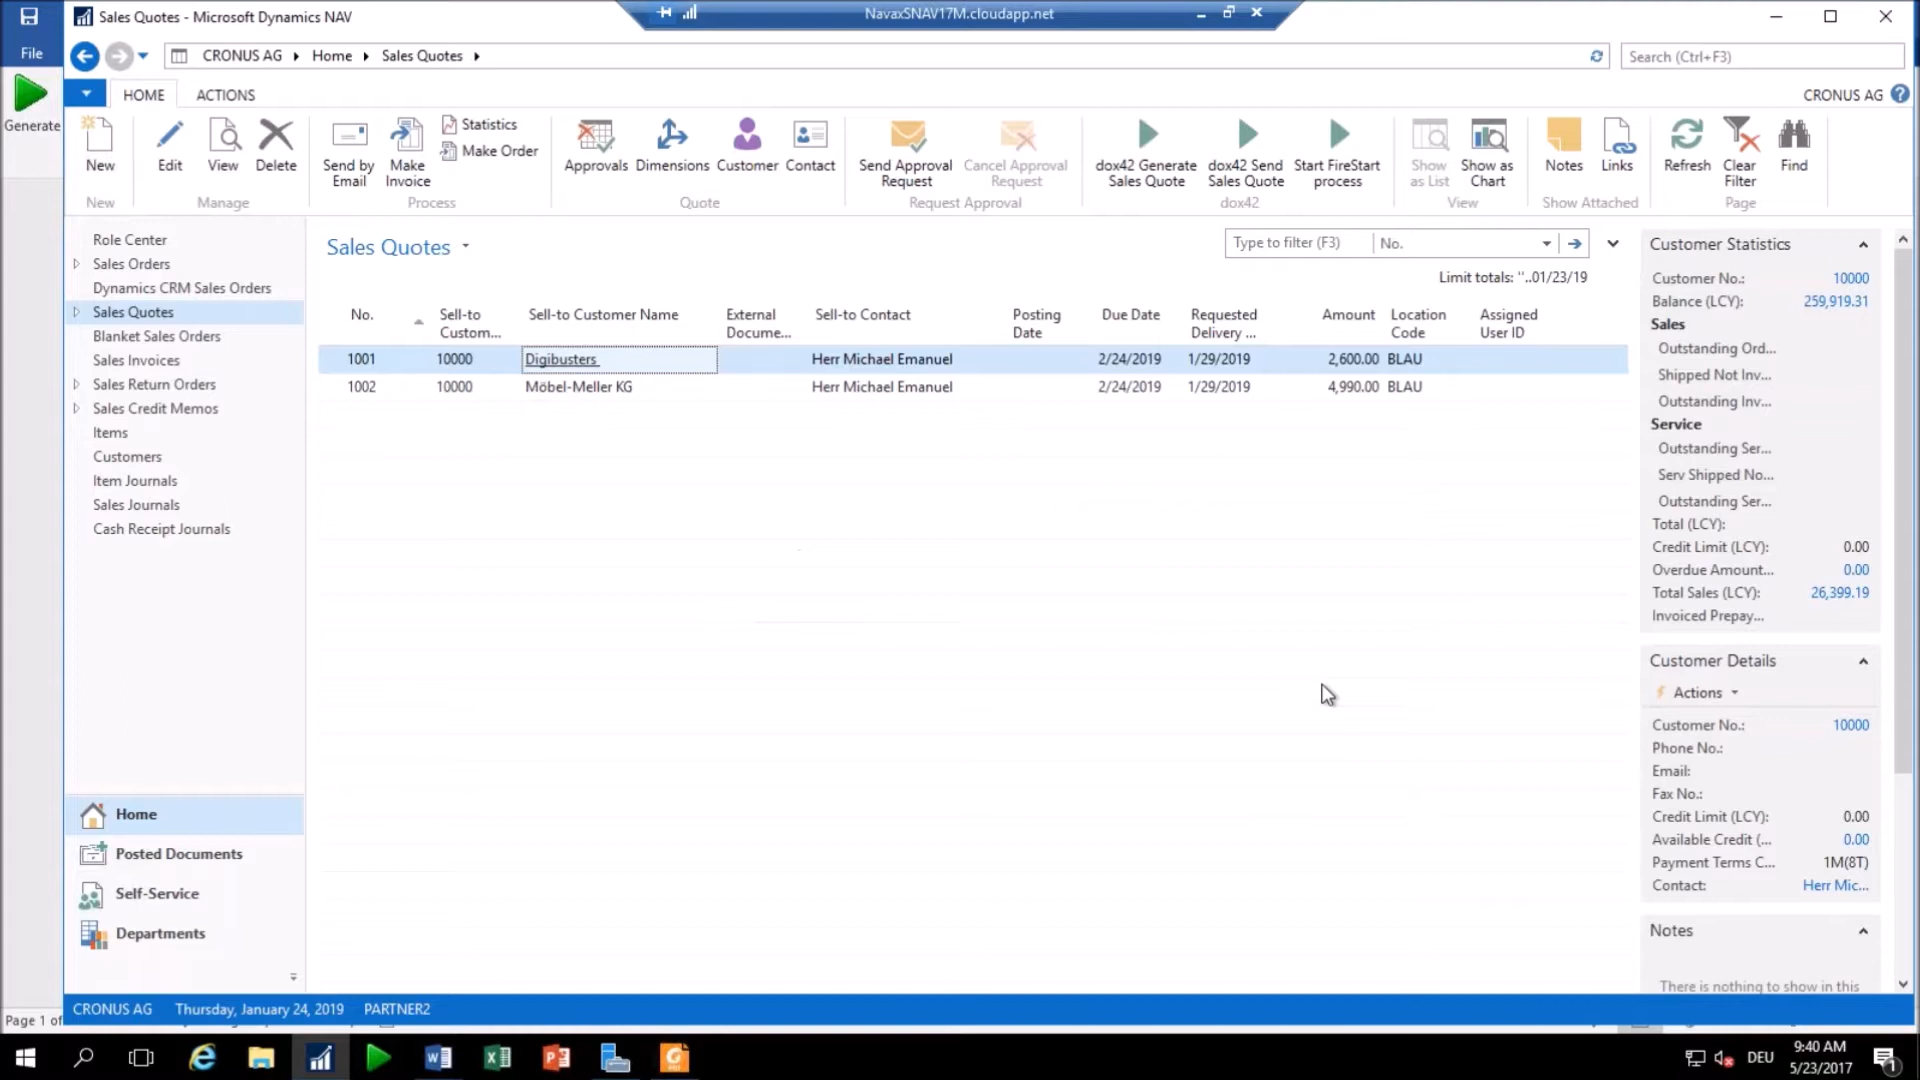 Sales Quotes - Microsoft Dynamics NAV
NavaxSNAV17M.cloudapp.net
File
CRONUS AG
Home
Sales Quotes
Search (Ctrl+F3)
HOME
ACTIONS
CRONUS AG
Generate
New
Edit
View
Delete
Send by
Email
Make
Invoice
Statistics
Make Order
Approvals
Dimensions
Customer
Contact
Send Approval
Request
Cancel Approval
Request
dox42 Generate
Sales Quote
dox42 Send
Sales Quote
Start FireStart
process
Show
as List
Show as
Chart
Notes
Links
Refresh
Clear
Filter
Find
New
Manage
Process
Quote
Request Approval
dox42
View
Show Attached
Page
Role Center
Sales Orders
Dynamics CRM Sales Orders
Sales Quotes
Blanket Sales Orders
Sales Invoices
Sales Return Orders
Sales Credit Memos
Items
Customers
Item Journals
Sales Journals
Cash Receipt Journals
Home
Posted Documents
Self-Service
Departments
Sales Quotes
Type to filter (F3)
No.
Limit totals: ''..01/23/19
No.
Sell-to
Custom...
Sell-to Customer Name
External
Docume...
Sell-to Contact
Posting
Date
Due Date
Requested
Delivery ...
Amount
Location
Code
Assigned
User ID
1001 10000 Digibusters Herr Michael Emanuel 2/24/2019 1/29/2019 2,600.00 BLAU
1002 10000 Möbel-Meller KG Herr Michael Emanuel 2/24/2019 1/29/2019 4,990.00 BLAU
Customer Statistics
Customer No.: 10000
Balance (LCY): 259,919.31
Sales
Outstanding Ord...
Shipped Not Inv...
Outstanding Inv...
Service
Outstanding Ser...
Serv Shipped No...
Outstanding Ser...
Total (LCY):
Credit Limit (LCY): 0.00
Overdue Amount... 0.00
Total Sales (LCY): 26,399.19
Invoiced Prepay...
Customer Details
Actions
Customer No.: 10000
Phone No.:
Email:
Fax No.:
Credit Limit (LCY): 0.00
Available Credit (... 0.00
Payment Terms C... 1M(8T)
Contact: Herr Mic...
Notes
There is nothing to show in this
CRONUS AG
Thursday, January 24, 2019
PARTNER2
Page 1 of
DEU
9:40 AM
5/23/2017
1